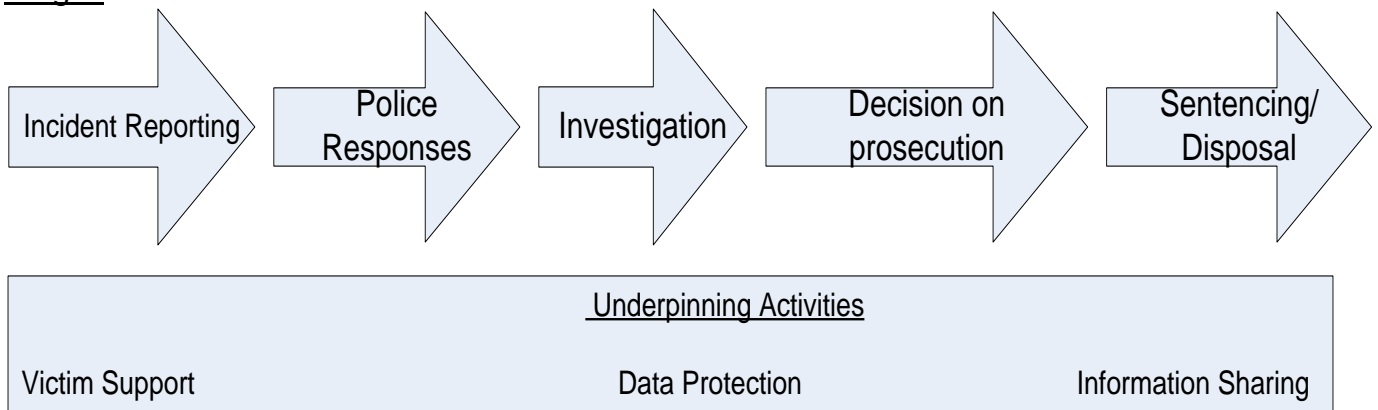 Incident Reporting
Police
Responses
Investigation
Decision on
prosecution
Sentencing/
Disposal
Underpinning Activities
Victim Support
Data Protection
Information Sharing